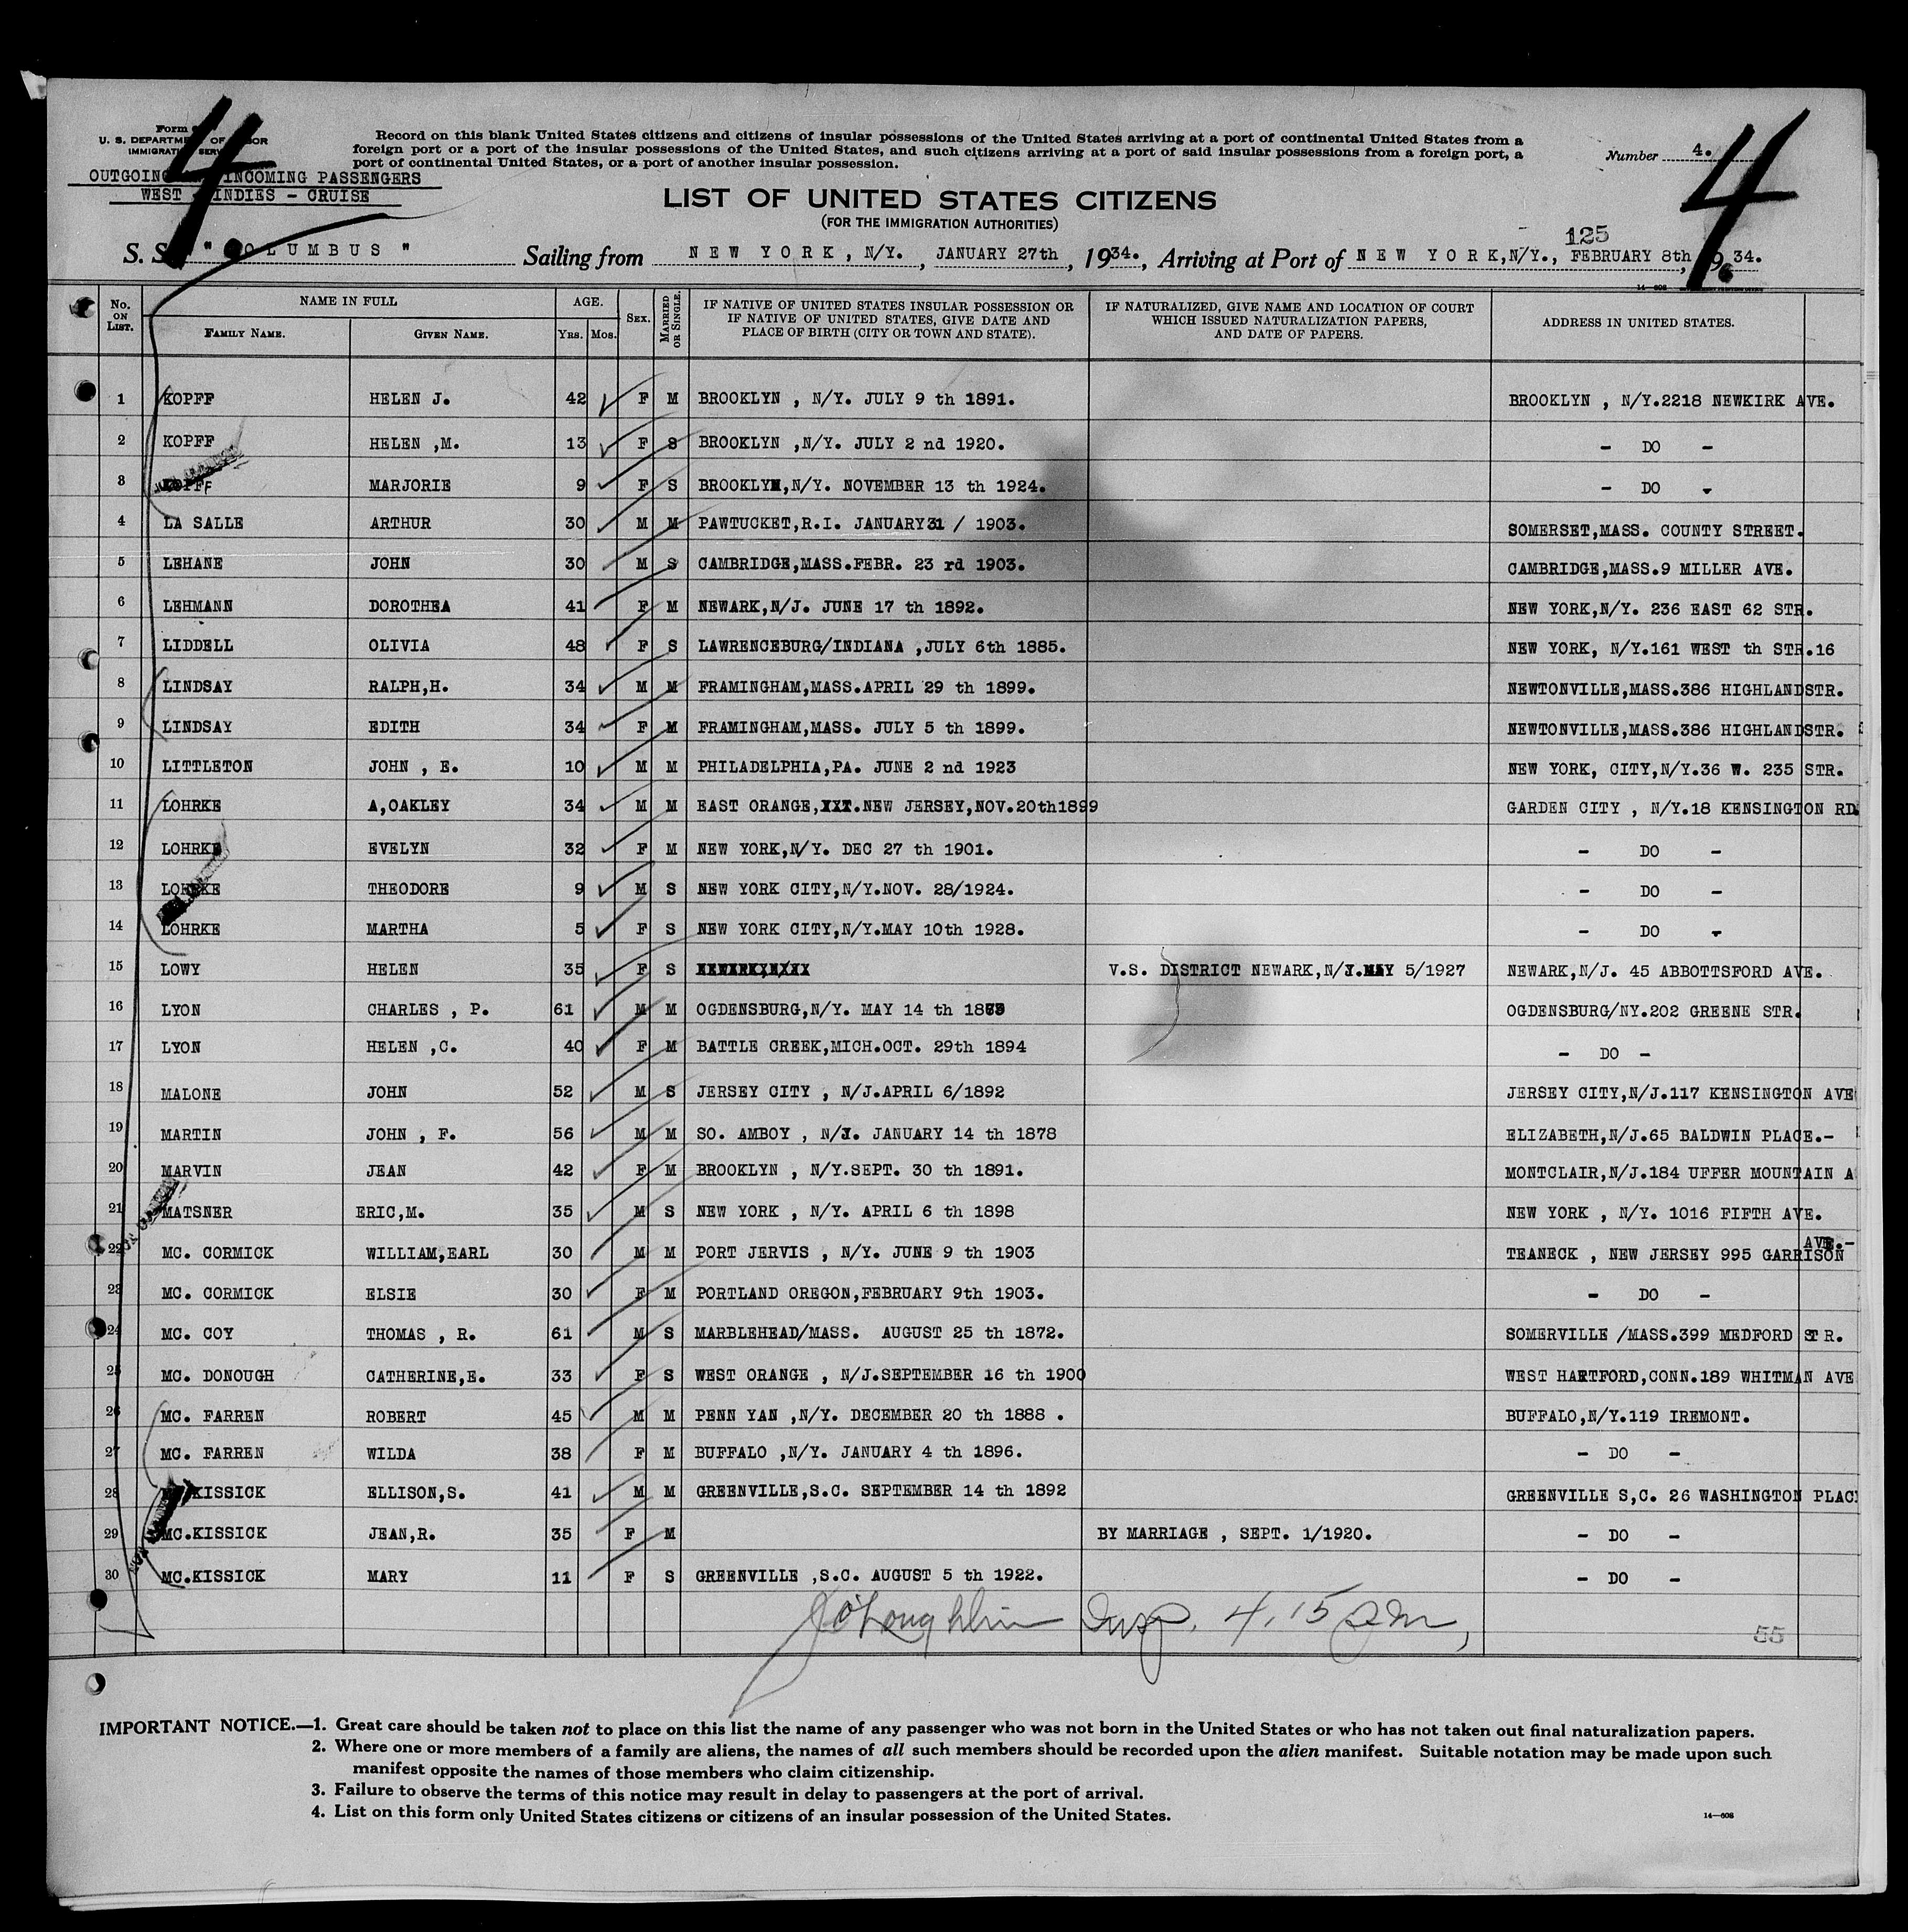 4 4
Form
U. S. DEPARTMENT OF LABOR
IMMIGRATION SERVICE
OUTGOING INCOMING PASSENGERS
WEST - INDIES - CRUISE
Record on this blank United States citizens and citizens of insular possessions of the United States arriving at a port of continental United States from a
foreign port or a port of the insular possessions of the United States, and such citizens arriving at a port of said insular possessions from a foreign port, a
port of continental United States, or a port of another insular possession.
Number 4.
LIST OF UNITED STATES CITIZENS
(FOR THE IMMIGRATION AUTHORITIES)
125
S. S. " COLUMBUS " Sailing from NEW YORK, N/Y., JANUARY 27th, 1934., Arriving at Port of NEW YORK,N/Y., FEBRUARY 8th, 1934.
14-608
No. ON LIST. NAME IN FULL AGE. SEX. MARRIED OR SINGLE. IF NATIVE OF UNITED STATES INSULAR POSSESSION OR IF NATIVE OF UNITED STATES, GIVE DATE AND PLACE OF BIRTH (CITY OR TOWN AND STATE). IF NATURALIZED, GIVE NAME AND LOCATION OF COURT WHICH ISSUED NATURALIZATION PAPERS, AND DATE OF PAPERS. ADDRESS IN UNITED STATES.
FAMILY NAME. GIVEN NAME. YRS. MOS.
1 KOPFF HELEN J. 42 F M BROOKLYN , N/Y. JULY 9 th 1891. BROOKLYN , N/Y.2218 NEWKIRK AVE.
2 KOPFF HELEN ,M. 13 F S BROOKLYN ,N/Y. JULY 2 nd 1920. - DO -
3 KOPFF MARJORIE 9 F S BROOKLYN,N/Y. NOVEMBER 13 th 1924. - DO -
4 LA SALLE ARTHUR 30 M M PAWTUCKET,R.I. JANUARY31 / 1903. SOMERSET,MASS. COUNTY STREET.
5 LEHANE JOHN 30 M S CAMBRIDGE,MASS.FEBR. 23 rd 1903. CAMBRIDGE,MASS.9 MILLER AVE.
6 LEHMANN DOROTHEA 41 F M NEWARK,N/J. JUNE 17 th 1892. NEW YORK,N/Y. 236 EAST 62 STR.
7 LIDDELL OLIVIA 48 F S LAWRENCEBURG/INDIANA ,JULY 6th 1885. NEW YORK, N/Y.161 WEST th STR.16
8 LINDSAY RALPH,H. 34 M M FRAMINGHAM,MASS.APRIL 29 th 1899. NEWTONVILLE,MASS.386 HIGHLANDSTR.
9 LINDSAY EDITH 34 F M FRAMINGHAM,MASS. JULY 5 th 1899. NEWTONVILLE,MASS.386 HIGHLANDSTR.
10 LITTLETON JOHN , E. 10 M M PHILADELPHIA,PA. JUNE 2 nd 1923 NEW YORK, CITY,N/Y.36 W. 235 STR.
11 LOHRKE A,OAKLEY 34 M M EAST ORANGE,XXX.NEW JERSEY,NOV.20th1899 GARDEN CITY , N/Y.18 KENSINGTON RD.
12 LOHRKE EVELYN 32 F M NEW YORK,N/Y. DEC 27 th 1901. - DO -
13 LOHRKE THEODORE 9 M S NEW YORK CITY,N/Y.NOV. 28/1924. - DO -
14 LOHRKE MARTHA 5 F S NEW YORK CITY,N/Y.MAY 10th 1928. - DO -
15 LOWY HELEN 35 F S V.S. DISTRICT NEWARK,N/J.MAY 5/1927 NEWARK,N/J. 45 ABBOTTSFORD AVE.
16 LYON CHARLES , P. 61 M M OGDENSBURG,N/Y. MAY 14 th OGDENSBURG/NY.202 GREENE STR.
17 LYON HELEN ,C. 40 F M BATTLE CREEK,MICH.OCT. 29th 1894 - DO -
18 MALONE JOHN 52 M S JERSEY CITY , N/J.APRIL 6/1892 JERSEY CITY,N/J.117 KENSINGTON AVE
19 MARTIN JOHN , F. 56 M M SO. AMBOY , N/J. JANUARY 14 th 1878 ELIZABETH,N/J.65 BALDWIN PLACE.-
20 MARVIN JEAN 42 F M BROOKLYN , N/Y.SEPT. 30 th 1891. MONTCLAIR,N/J.184 UFFER MOUNTAIN A
21 MATSNER ERIC,M. 35 M S NEW YORK , N/Y. APRIL 6 th 1898 NEW YORK , N/Y. 1016 FIFTH AVE.
22 MC. CORMICK WILLIAM,EARL 30 M M PORT JERVIS , N/Y. JUNE 9 th 1903 TEANECK , NEW JERSEY 995 GARRISON AVE.-
23 MC. CORMICK ELSIE 30 F M PORTLAND OREGON,FEBRUARY 9th 1903. - DO -
24 MC. COY THOMAS , R. 61 M S MARBLEHEAD/MASS. AUGUST 25 th 1872. SOMERVILLE /MASS.399 MEDFORD STR.
25 MC. DONOUGH CATHERINE,E. 33 F S WEST ORANGE , N/J.SEPTEMBER 16 th 1900 WEST HARTFORD,CONN.189 WHITMAN AVE
26 MC. FARREN ROBERT 45 M M PENN YAN ,N/Y. DECEMBER 20 th 1888 . BUFFALO,N/Y.119 IREMONT.
27 MC. FARREN WILDA 38 F M BUFFALO ,N/Y. JANUARY 4 th 1896. - DO -
28 MC.KISSICK ELLISON,S. 41 M M GREENVILLE,S.C. SEPTEMBER 14 th 1892 GREENVILLE S,C. 26 WASHINGTON PLAC
29 MC.KISSICK JEAN,R. 35 F M BY MARRIAGE , SEPT. 1/1920. - DO -
30 MC.KISSICK MARY 11 F S GREENVILLE ,S.C. AUGUST 5 th 1922. - DO -
J O'Loughlin Insp. 4.15 PM,
55
IMPORTANT NOTICE.—1. Great care should be taken not to place on this list the name of any passenger who was not born in the United States or who has not taken out final naturalization papers.
2. Where one or more members of a family are aliens, the names of all such members should be recorded upon the alien manifest. Suitable notation may be made upon such
manifest opposite the names of those members who claim citizenship.
3. Failure to observe the terms of this notice may result in delay to passengers at the port of arrival.
4. List on this form only United States citizens or citizens of an insular possession of the United States.
14—608